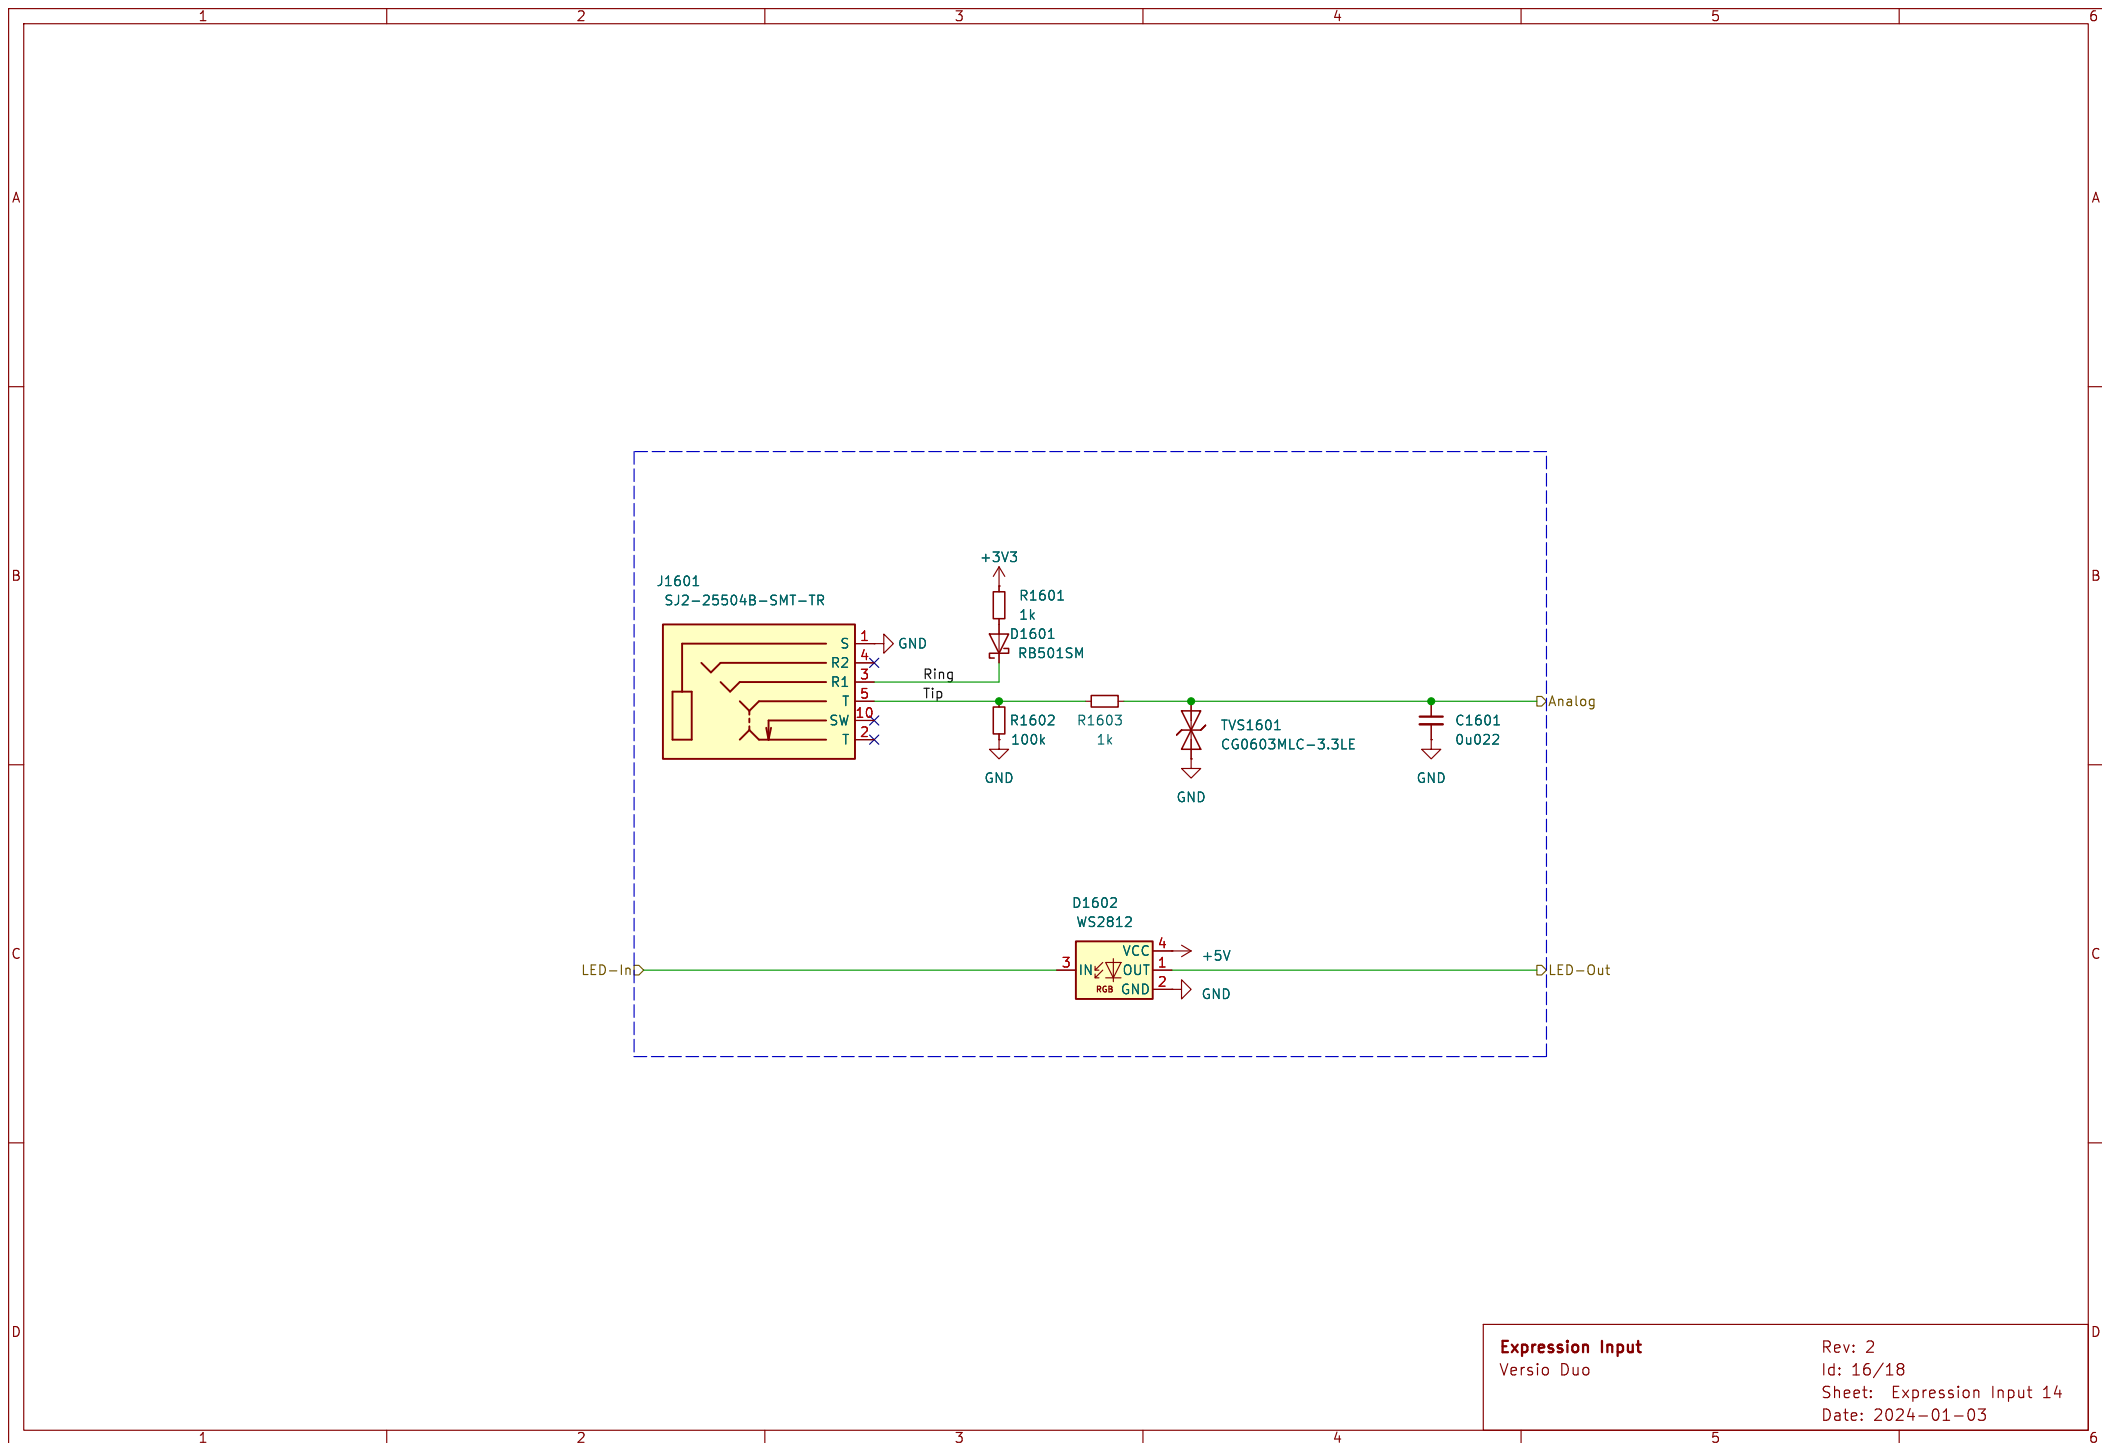 1 2 3 4 5 6
A A
B B
C C
D D
+3V3
J1601
SJ2-25504B-SMT-TR
R1601
1k
D1601
RB501SM
S 1 GND
R2 4
R1 3 Ring
T 5 Tip
SW 10
T 2
R1602
100k
GND
R1603
1k
TVS1601
CG0603MLC-3.3LE
GND
C1601
0u022
GND
Analog
D1602
WS2812
VCC 4 +5V
LED-In 3 IN OUT 1 LED-Out
RGB GND 2 GND
Expression Input
Versio Duo
Rev: 2
Id: 16/18
Sheet: Expression Input 14
Date: 2024-01-03
1 2 3 4 5 6